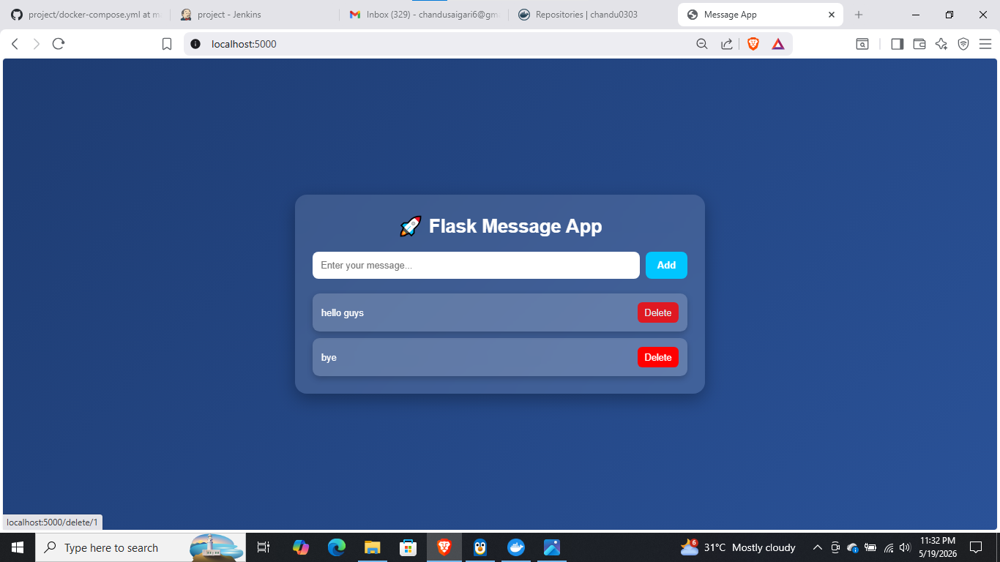 project/docker-compose.yml at m
project - Jenkins
Inbox (329) - chandusaigari6@gm
Repositories | chandu0303
Message App
localhost:5000
🚀 Flask Message App
Enter your message...
Add
hello guys
Delete
bye
Delete
localhost:5000/delete/1
Type here to search
6
31°C Mostly cloudy
11:32 PM
5/19/2026